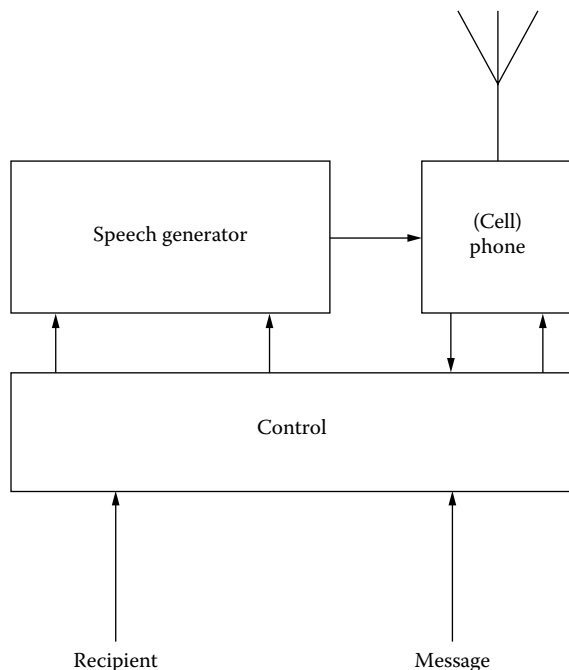 Speech generator
(Cell)
phone
Control
Recipient
Message